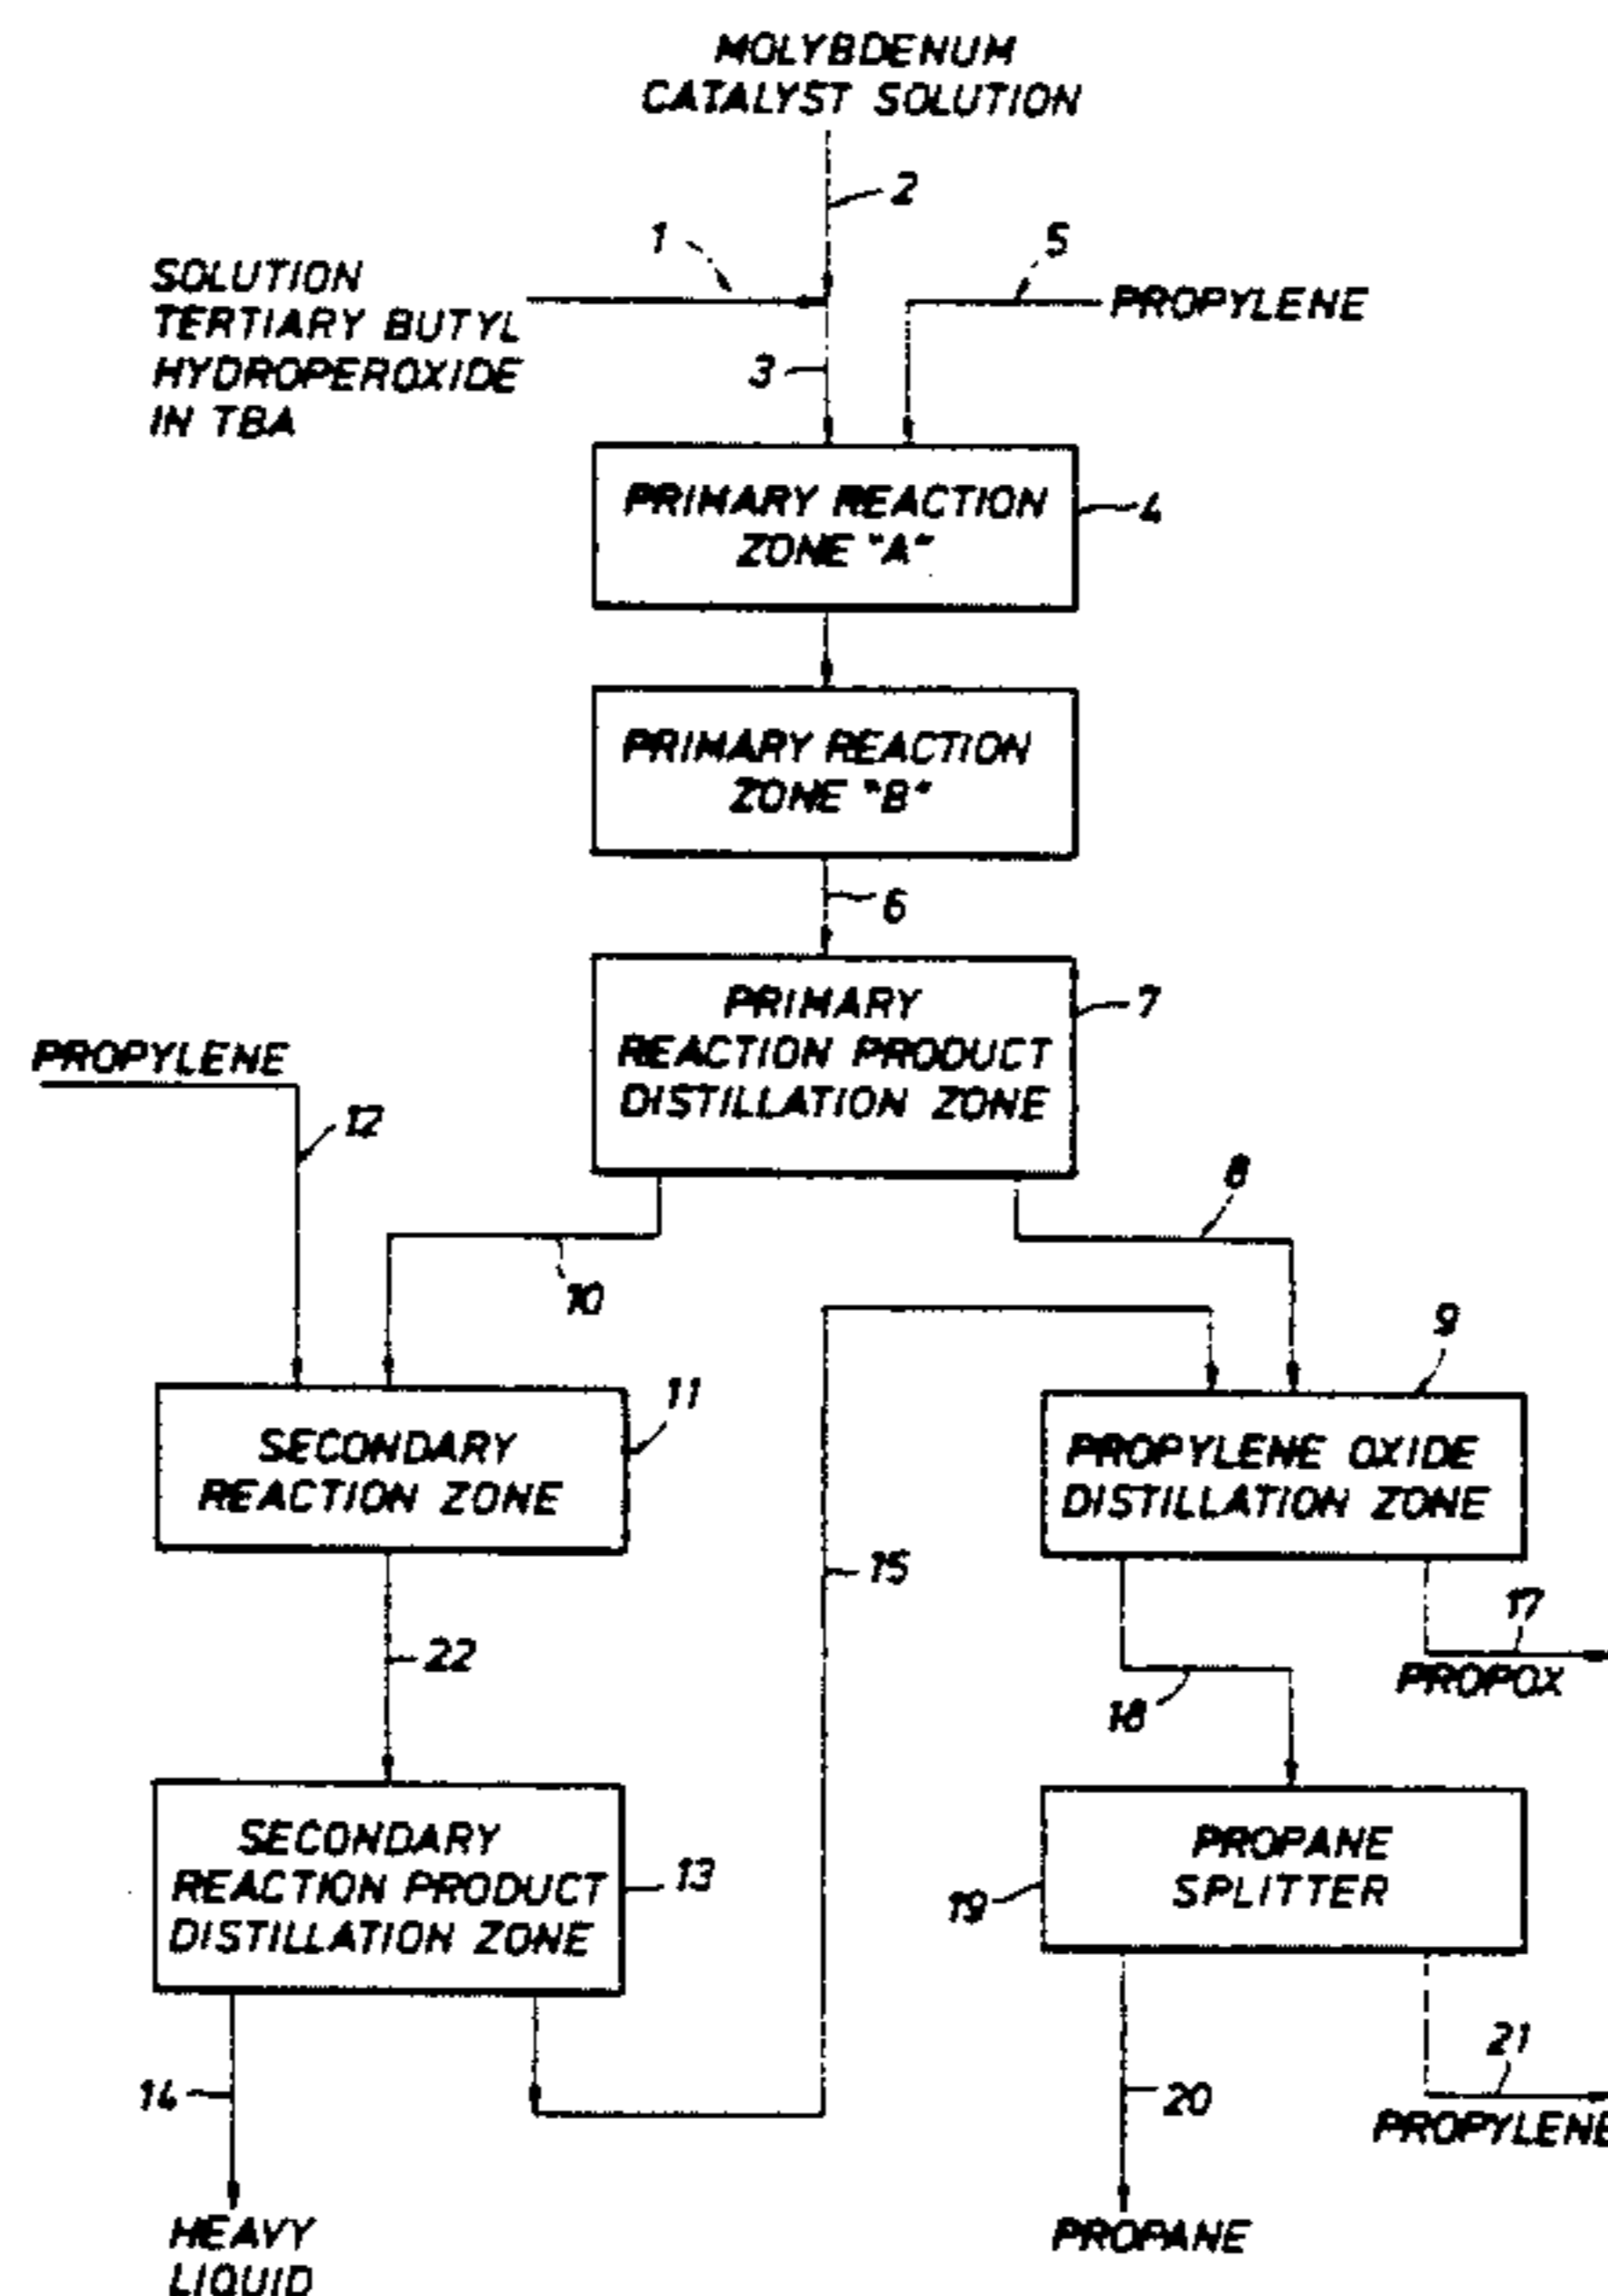 MOLYBDENUM
CATALYST SOLUTION
2
1
5
SOLUTION
TERTIARY BUTYL
HYDROPEROXIDE
IN TBA
PROPYLENE
3
PRIMARY REACTION
ZONE "A"
4
PRIMARY REACTION
ZONE "B"
6
PRIMARY
REACTION PRODUCT
DISTILLATION ZONE
7
PROPYLENE
12
8
10
9
11
SECONDARY
REACTION ZONE
PROPYLENE OXIDE
DISTILLATION ZONE
15
17
22
PROPOX
18
SECONDARY
REACTION PRODUCT
DISTILLATION ZONE
13
PROPANE
SPLITTER
19
14
21
20
PROPYLENE
HEAVY
LIQUID
PROPANE